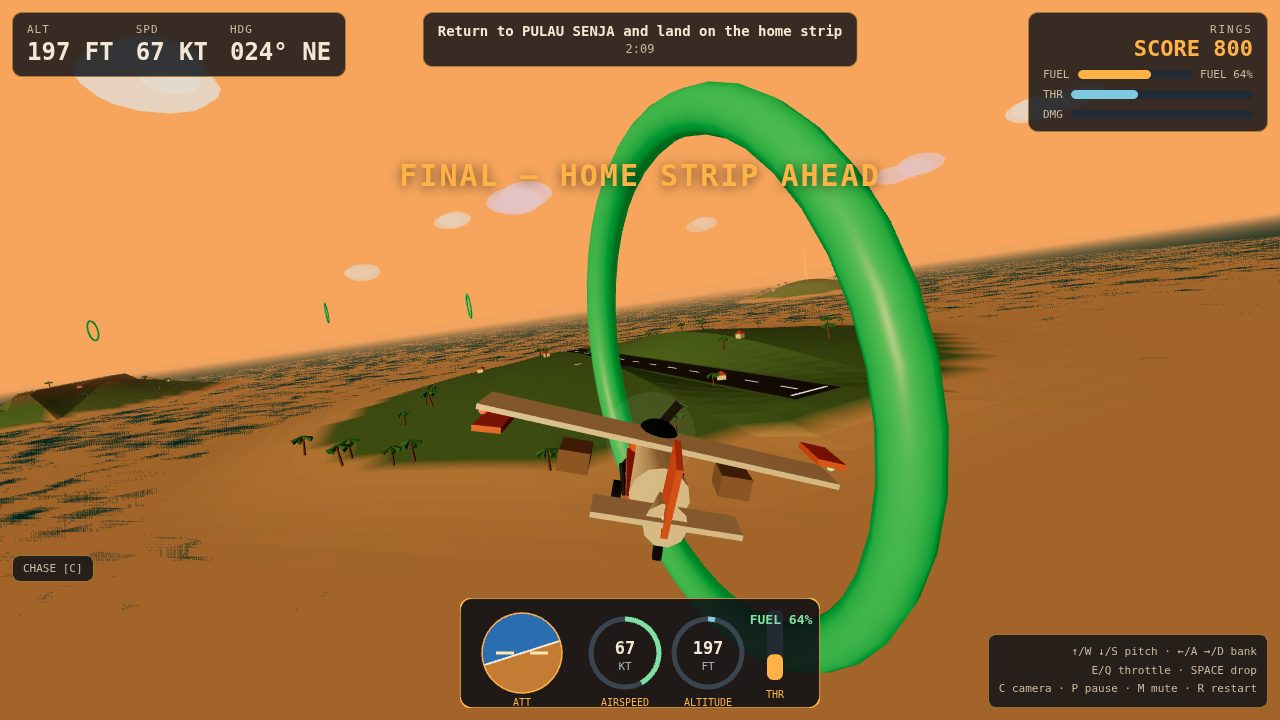 ALT SPD HDG
197 FT 67 KT 024° NE
Return to PULAU SENJA and land on the home strip
2:09
RINGS
SCORE 800
FUEL FUEL 64%
THR
DMG
FINAL — HOME STRIP AHEAD
CHASE [C]
FUEL 64%
67
KT
197
FT
ATT AIRSPEED ALTITUDE THR
↑/W ↓/S pitch · ←/A →/D bank
E/Q throttle · SPACE drop
C camera · P pause · M mute · R restart